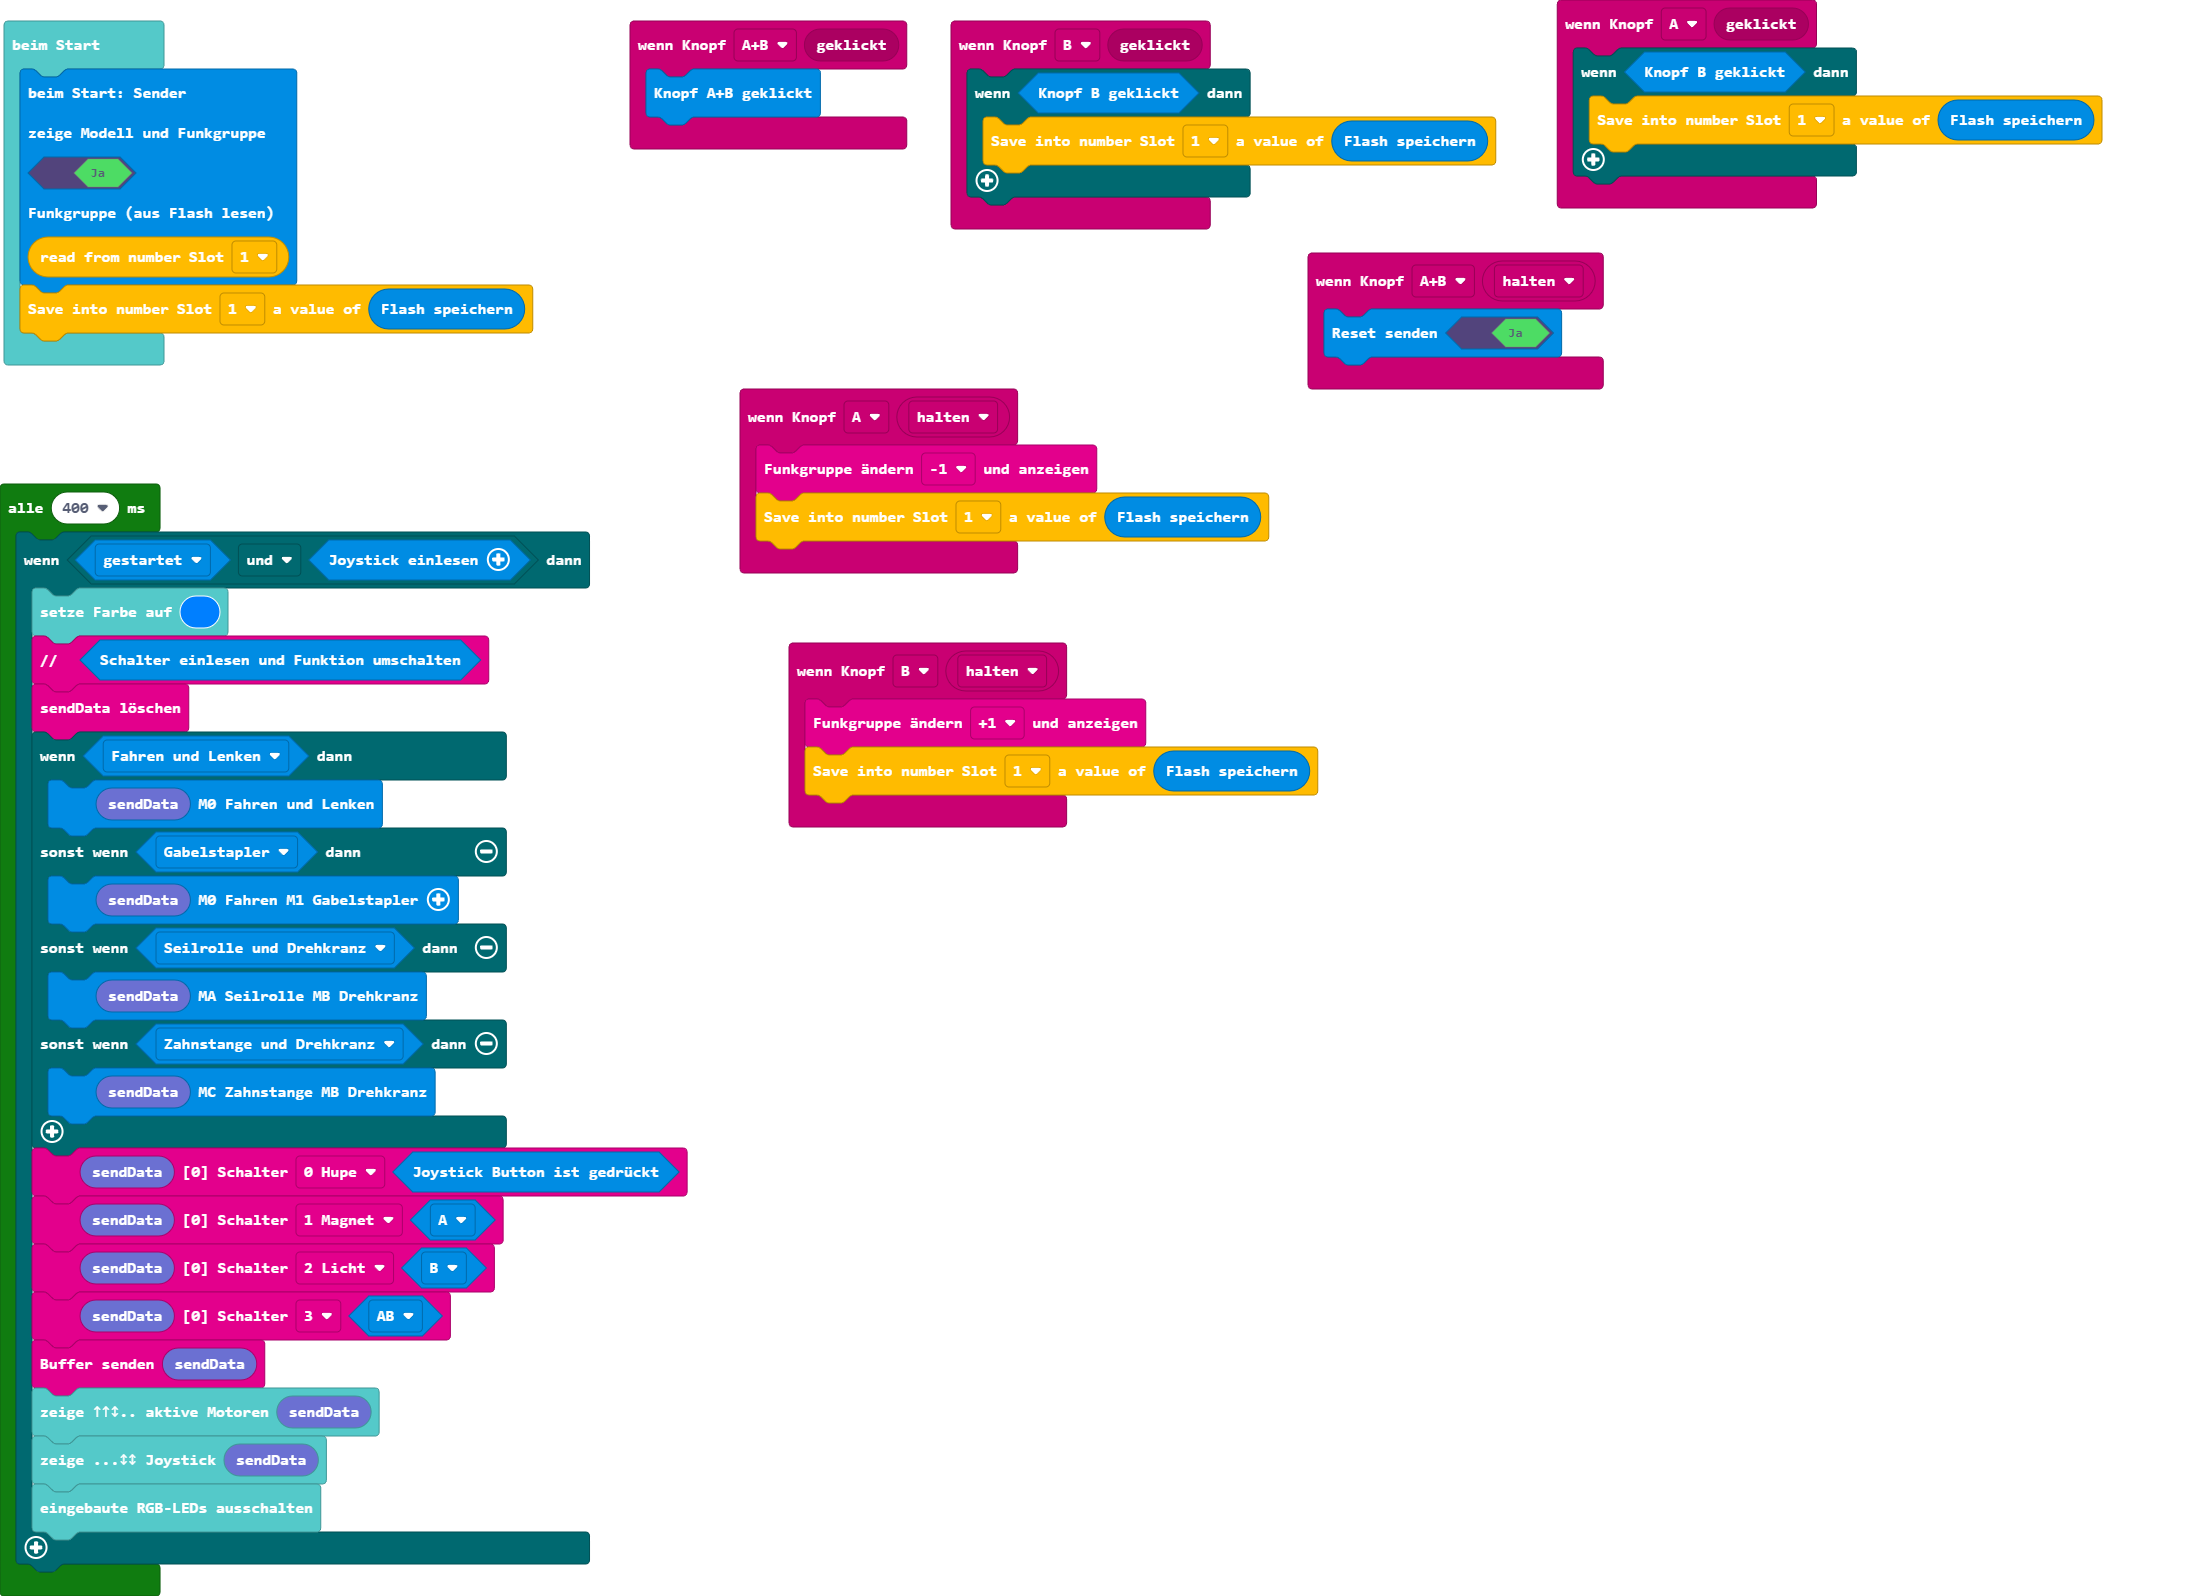 beim Start
beim Start: Sender
zeige Modell und Funkgruppe
Ja
Funkgruppe (aus Flash lesen)
read from number Slot 1
Save into number Slot 1 a value of Flash speichern
wenn Knopf A+B geklickt
Knopf A+B geklickt
wenn Knopf B geklickt
wenn Knopf B geklickt dann
Save into number Slot 1 a value of Flash speichern
wenn Knopf A geklickt
wenn Knopf B geklickt dann
Save into number Slot 1 a value of Flash speichern
wenn Knopf A+B halten
Reset senden Ja
wenn Knopf A halten
Funkgruppe ändern -1 und anzeigen
Save into number Slot 1 a value of Flash speichern
wenn Knopf B halten
Funkgruppe ändern +1 und anzeigen
Save into number Slot 1 a value of Flash speichern
alle 400 ms
wenn gestartet und Joystick einlesen dann
setze Farbe auf
// Schalter einlesen und Funktion umschalten
sendData löschen
wenn Fahren und Lenken dann
sendData M0 Fahren und Lenken
sonst wenn Gabelstapler dann
sendData M0 Fahren M1 Gabelstapler
sonst wenn Seilrolle und Drehkranz dann
sendData MA Seilrolle MB Drehkranz
sonst wenn Zahnstange und Drehkranz dann
sendData MC Zahnstange MB Drehkranz
sendData [0] Schalter 0 Hupe Joystick Button ist gedrückt
sendData [0] Schalter 1 Magnet A
sendData [0] Schalter 2 Licht B
sendData [0] Schalter 3 AB
Buffer senden sendData
zeige ↑↑↕.. aktive Motoren sendData
zeige ...↕↕ Joystick sendData
eingebaute RGB-LEDs ausschalten